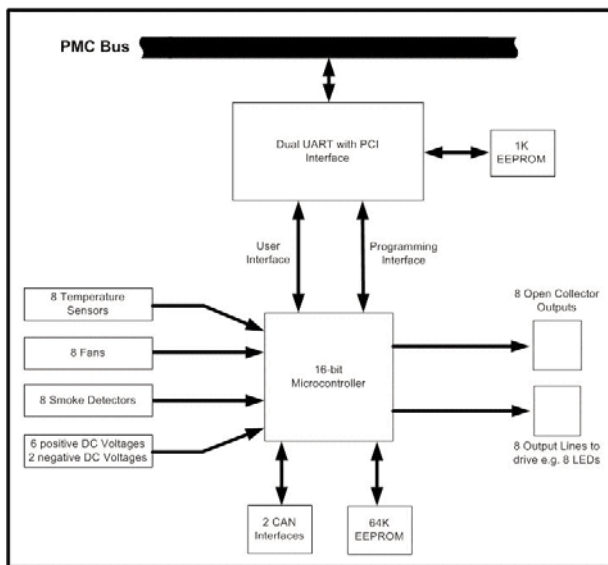 PMC Bus
Dual UART with PCI
Interface
1K
EEPROM
User
Interface
Programming
Interface
8 Temperature
Sensors
8 Fans
8 Smoke Detectors
6 positive DC Voltages
2 negative DC Voltages
16-bit
Microcontroller
8 Open Collector
Outputs
8 Output Lines to
drive e.g. 8 LEDs
2 CAN
Interfaces
64K
EEPROM